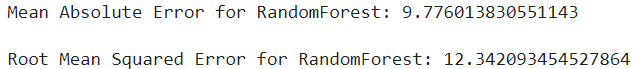 Mean Absolute Error for RandomForest: 9.776013830551143
Root Mean Squared Error for RandomForest: 12.342093454527864